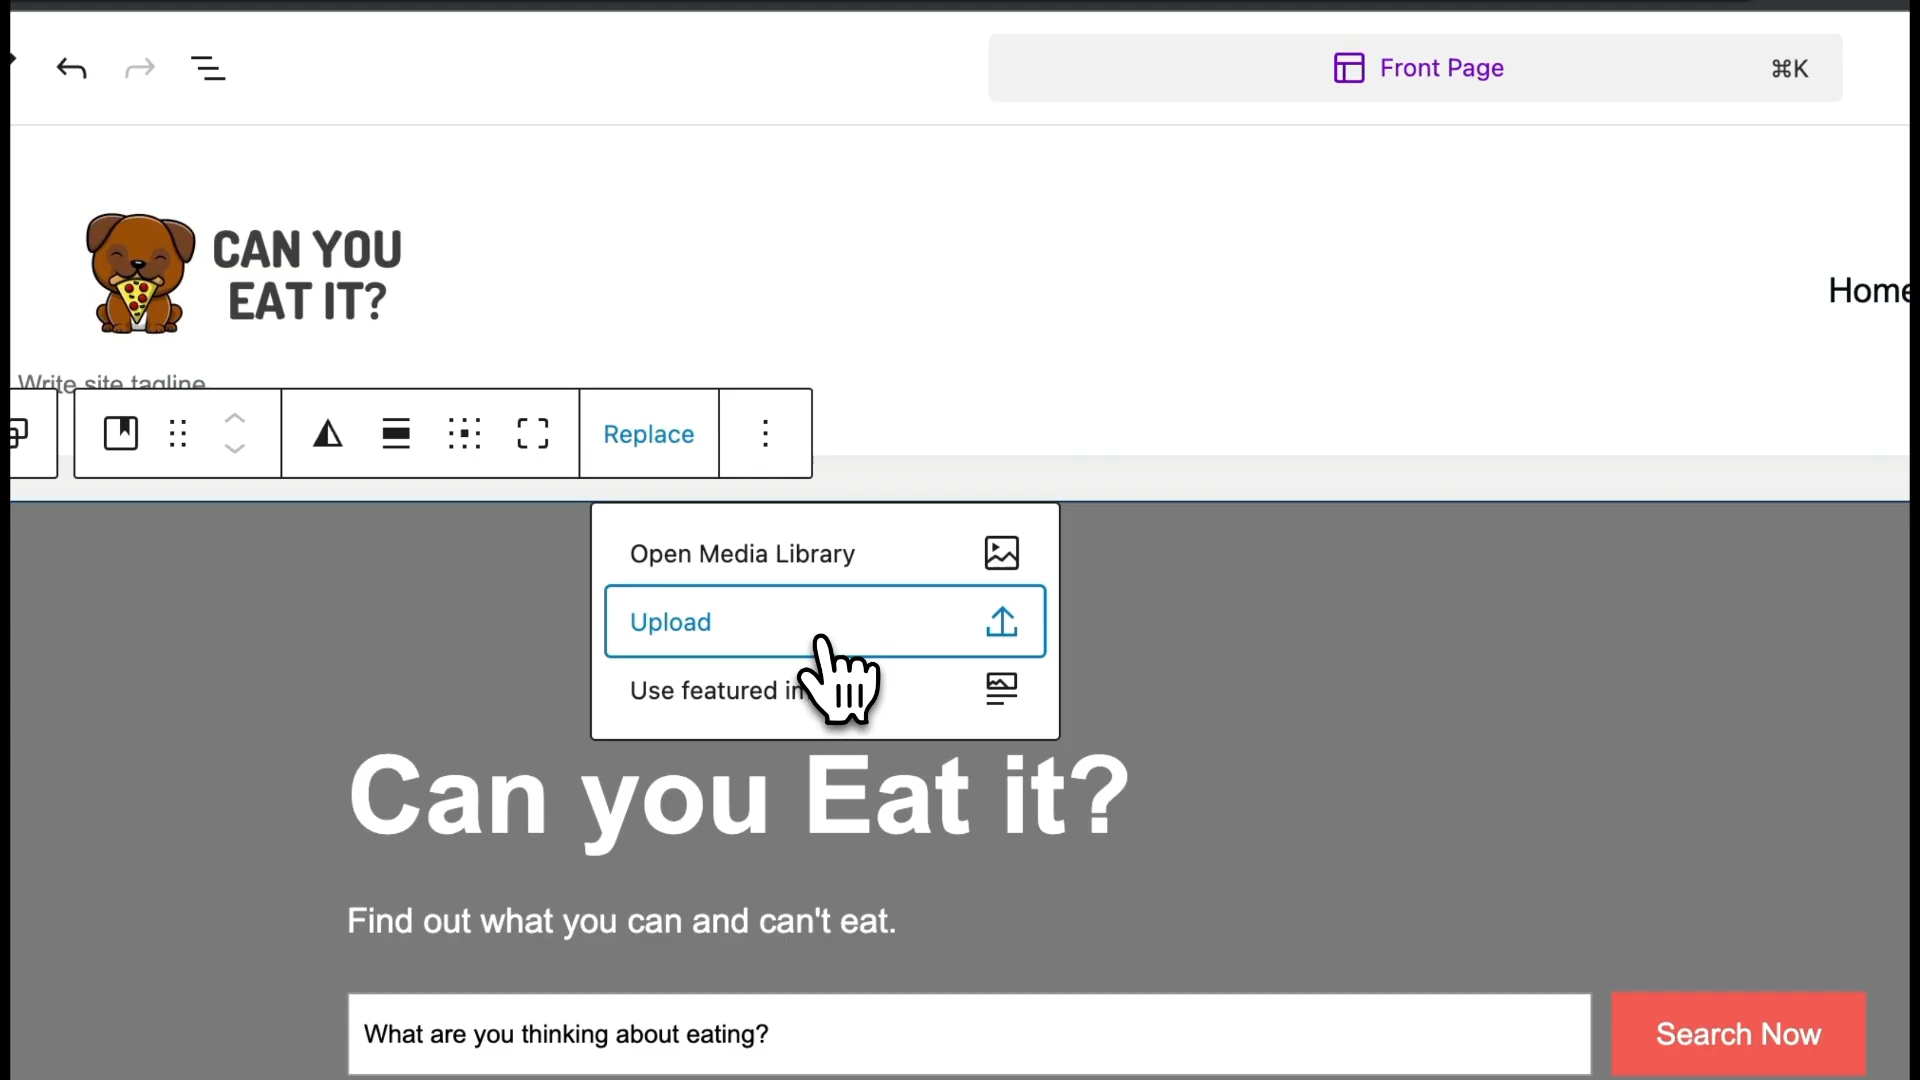 Front Page
⌘K
CAN YOU
EAT IT?
Home
Write site tagline
Replace
Open Media Library
Upload
Use featured
Can you Eat it?
Find out what you can and can't eat.
What are you thinking about eating?
Search Now